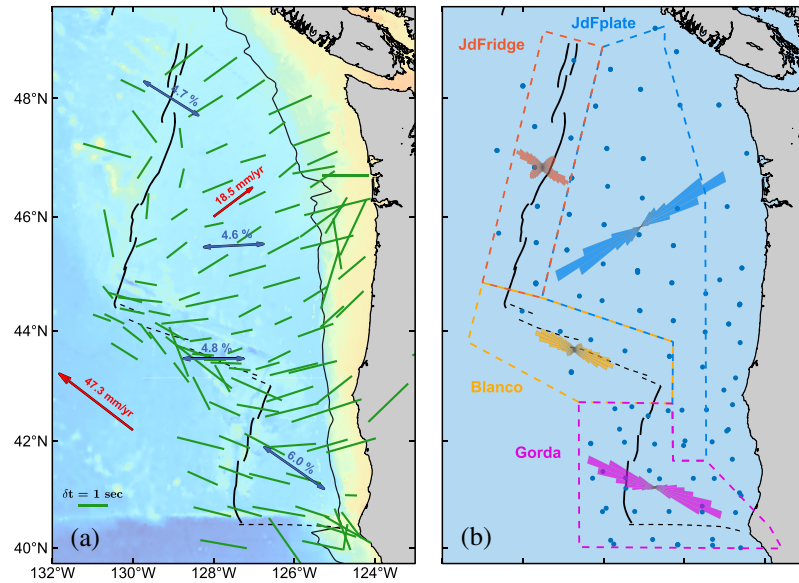 JdFplate
JdFridge
48°N
4.7 %
18.5 mm/yr
46°N
4.6 %
44°N
4.8 %
47.3 mm/yr
Blanco
42°N
6.0 %
Gorda
δt = 1 sec
40°N
(a)
(b)
132°W
130°W
128°W
126°W
124°W